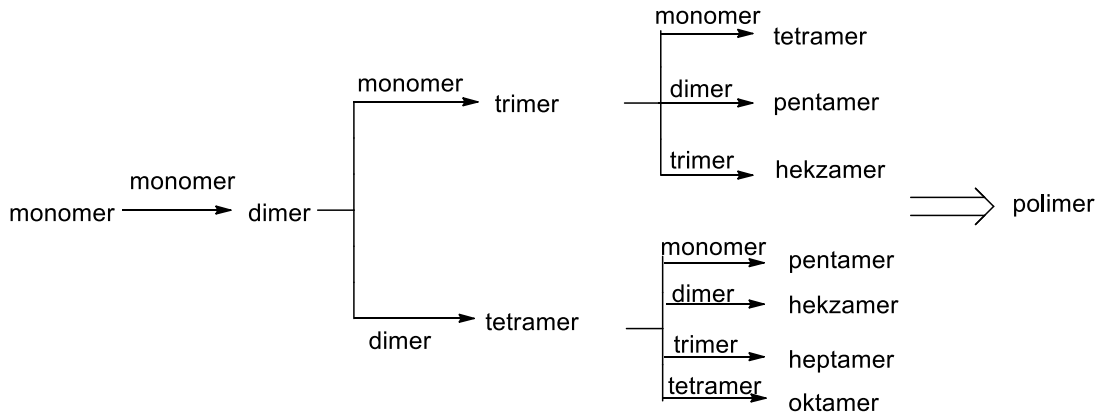 monomer
tetramer
monomer
trimer
dimer
pentamer
trimer
hekzamer
monomer
monomer
dimer
polimer
monomer
pentamer
dimer
hekzamer
dimer
tetramer
trimer
heptamer
tetramer
oktamer